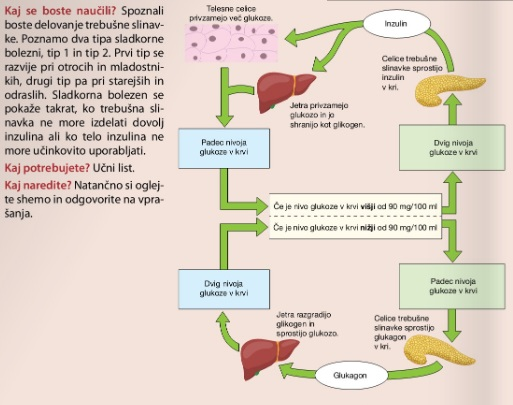 Kaj se boste naučili? Spoznali
boste delovanje trebušne slinav-
ke. Poznamo dva tipa sladkorne
bolezni, tip 1 in tip 2. Prvi tip se
razvije pri otrocih in mladostni-
kih, drugi tip pa pri starejših in
odraslih. Sladkorna bolezen se
pokaže takrat, ko trebušna sli-
navka ne more izdelati dovolj
inzulina ali ko telo inzulina ne
more učinkovito uporabljati.
Kaj potrebujete? Učni list.
Kaj naredite? Natančno si oglej-
te shemo in odgovorite na vpra-
šanja.
Telesne celice
privzamejo več glukoze.
Inzulin
Celice trebušne
slinavke sprostijo
inzulin
v kri.
Jetra privzamejo
glukozo in jo
shranijo kot glikogen.
Padec nivoja
glukoze v krvi
Dvig nivoja
glukoze v krvi
Če je nivo glukoze v krvi višji od 90 mg/100 ml
Če je nivo glukoze v krvi nižji od 90 mg/100 ml
Dvig nivoja
glukoze v krvi
Padec nivoja
glukoze v krvi
Jetra razgradijo
glikogen in
sprostijo glukozo.
Celice trebušne
slinavke sprostijo
glukagon
v kri.
Glukagon